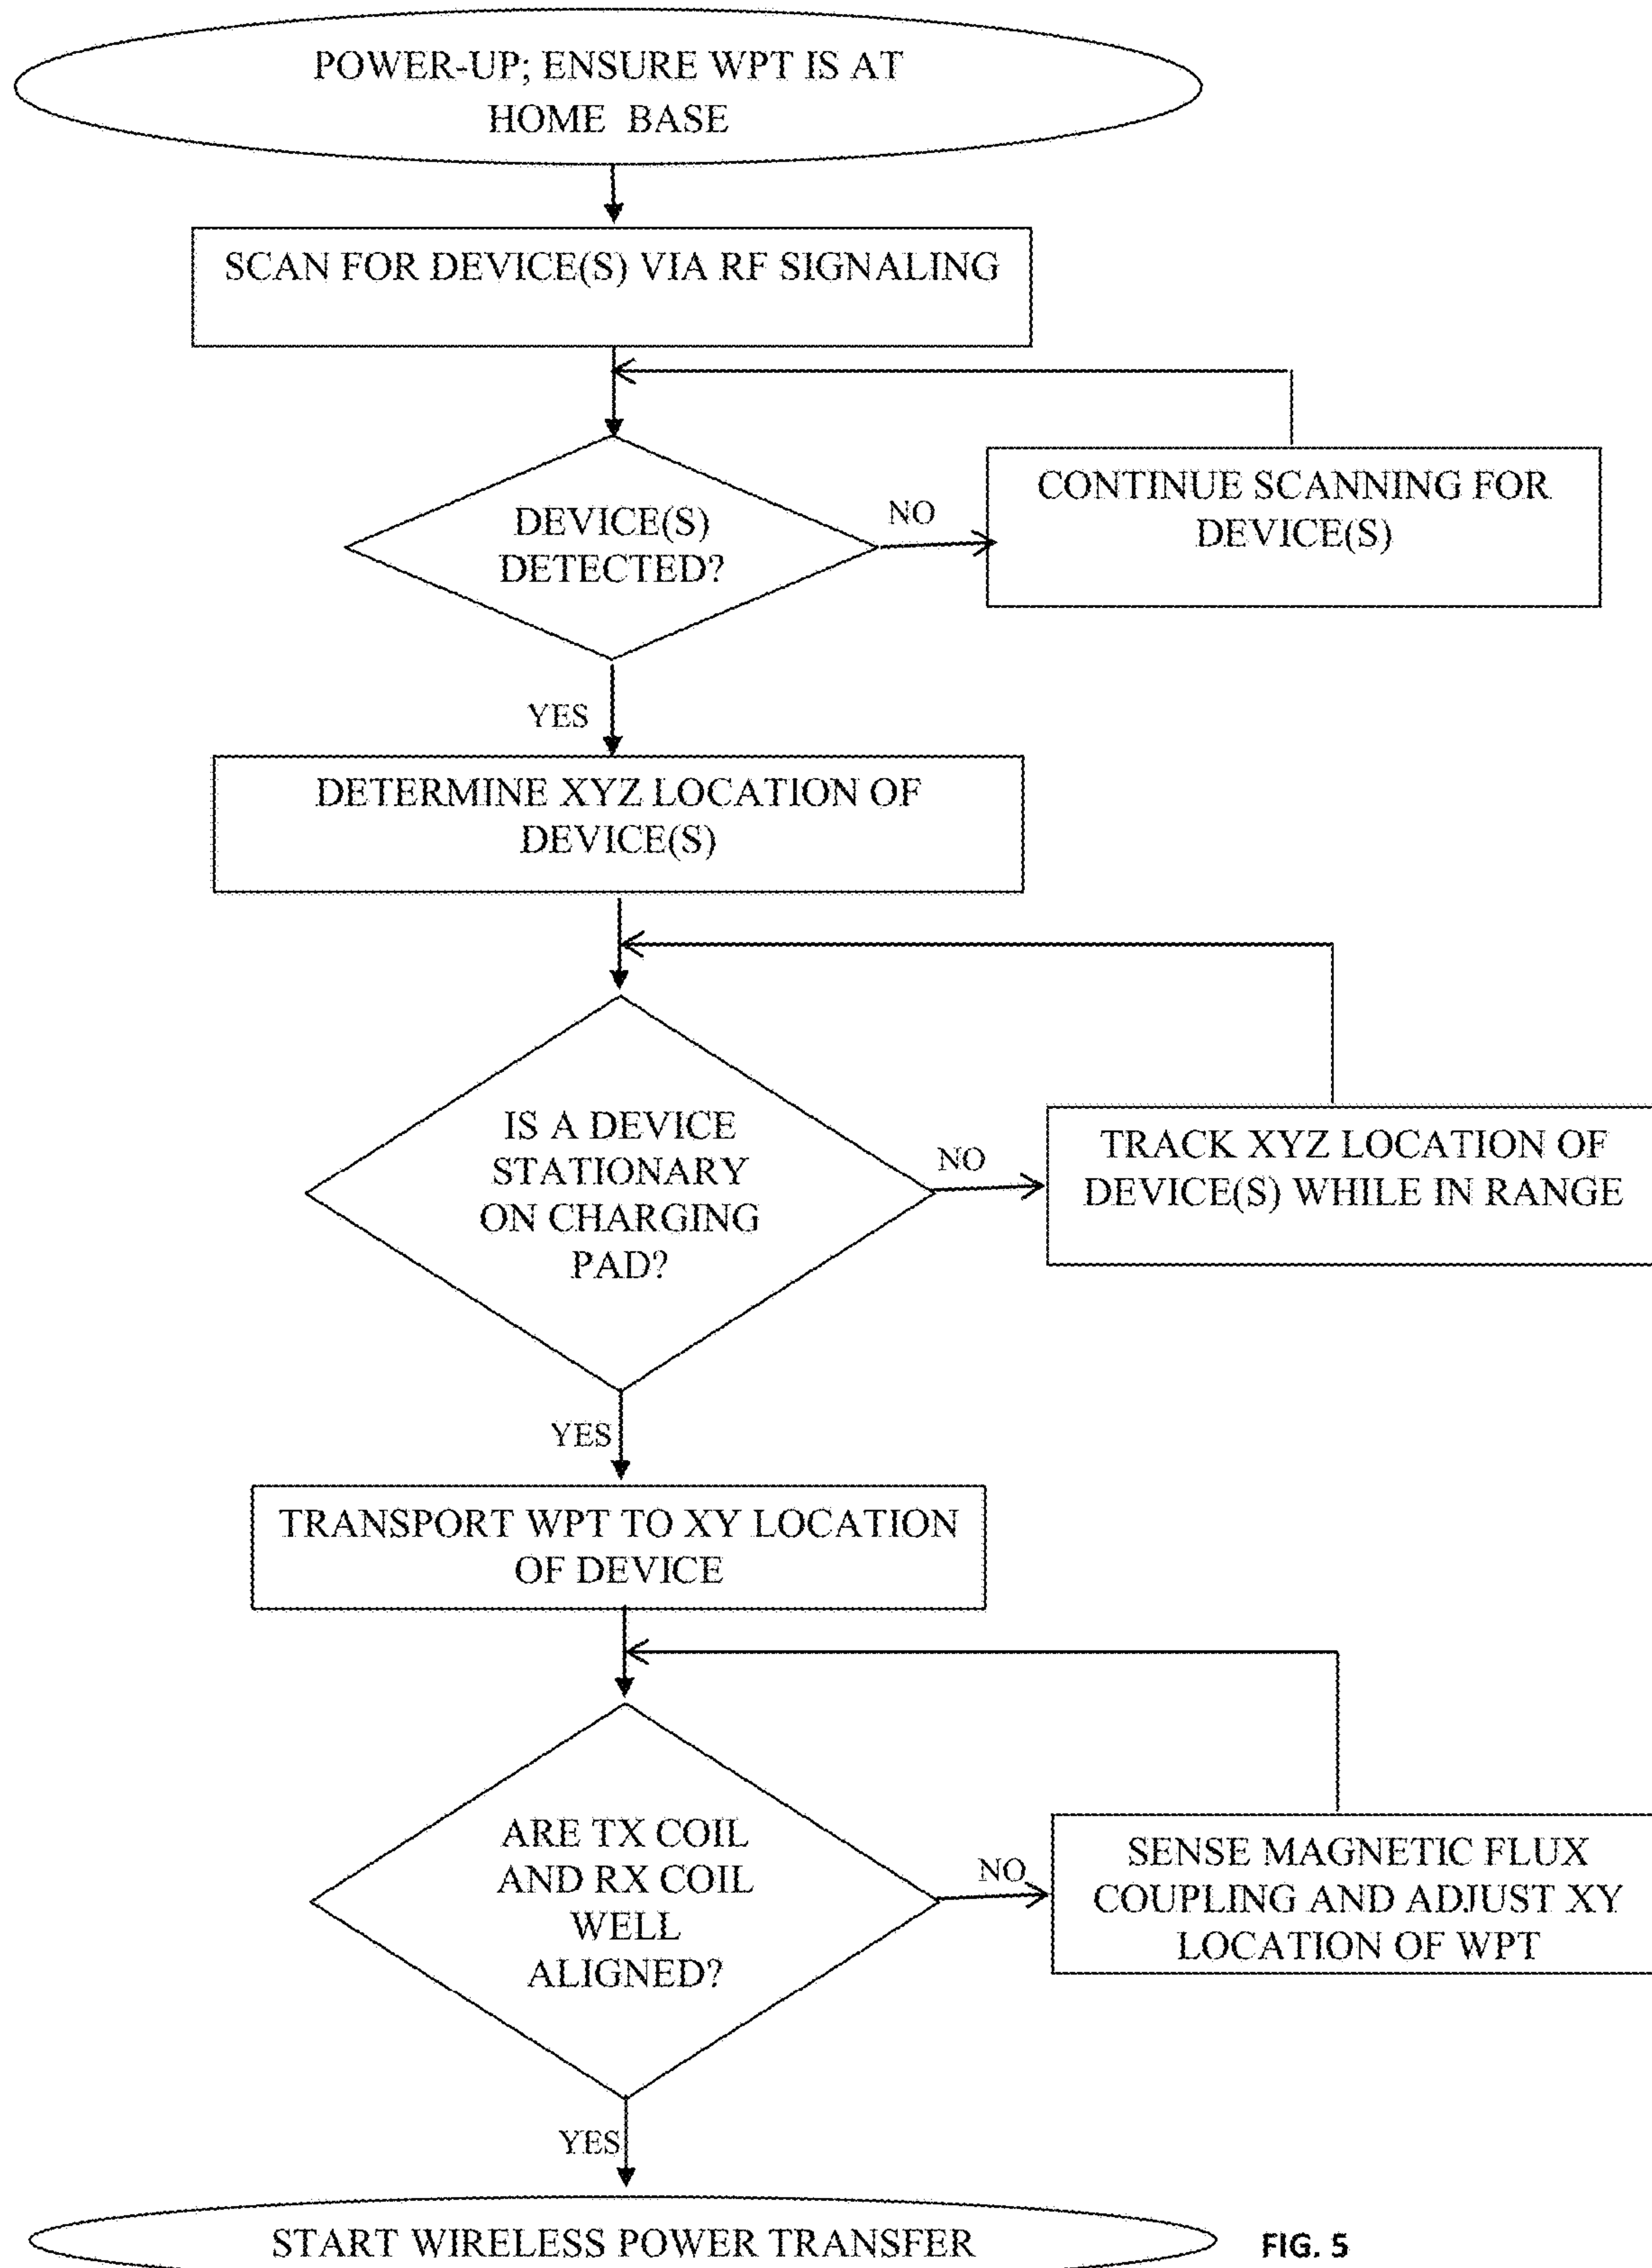 POWER-UP; ENSURE WPT IS AT
HOME BASE
SCAN FOR DEVICE(S) VIA RF SIGNALING
DEVICE(S)
DETECTED?
NO
CONTINUE SCANNING FOR
DEVICE(S)
YES
DETERMINE XYZ LOCATION OF
DEVICE(S)
IS A DEVICE
STATIONARY
ON CHARGING
PAD?
NO
TRACK XYZ LOCATION OF
DEVICE(S) WHILE IN RANGE
YES
TRANSPORT WPT TO XY LOCATION
OF DEVICE
ARE TX COIL
AND RX COIL
WELL
ALIGNED?
NO
SENSE MAGNETIC FLUX
COUPLING AND ADJUST XY
LOCATION OF WPT
YES
START WIRELESS POWER TRANSFER
FIG. 5